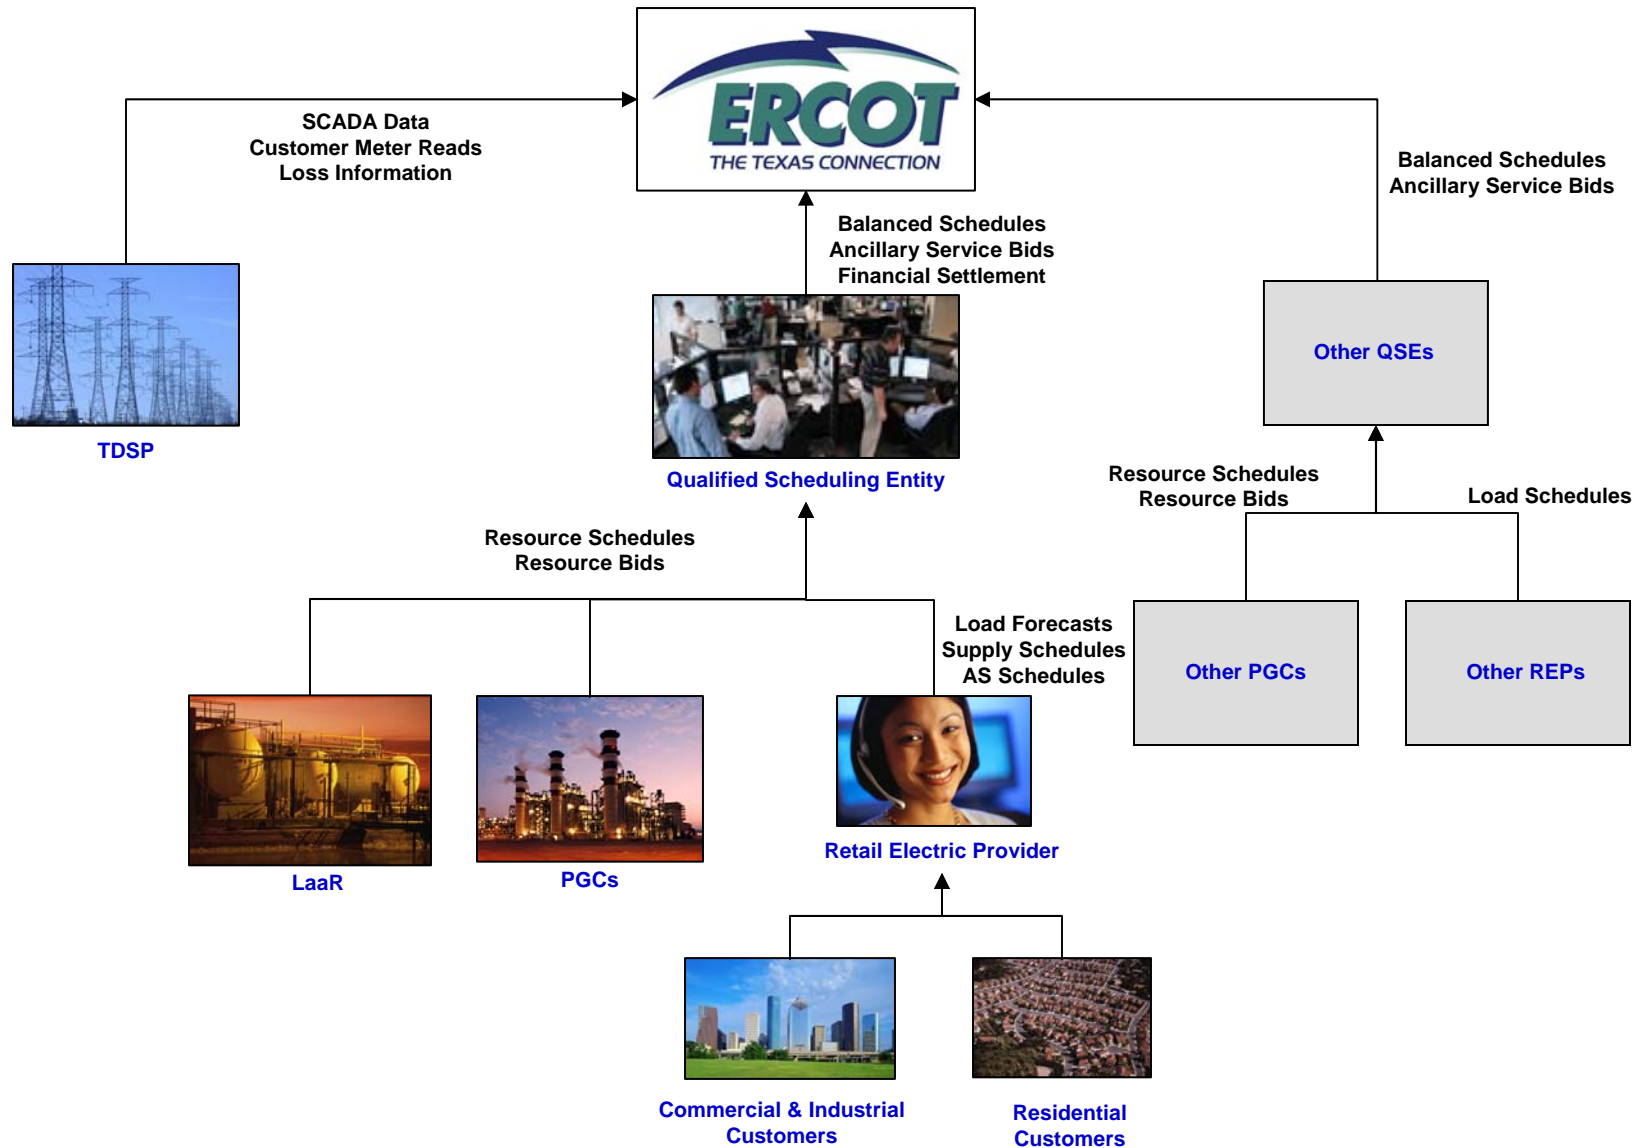 ERCOT
THE TEXAS CONNECTION
SCADA Data
Customer Meter Reads
Loss Information
Balanced Schedules
Ancillary Service Bids
Balanced Schedules
Ancillary Service Bids
Financial Settlement
TDSP
Other QSEs
Qualified Scheduling Entity
Resource Schedules
Resource Bids
Load Schedules
Resource Schedules
Resource Bids
Load Forecasts
Supply Schedules
AS Schedules
Other PGCs
Other REPs
LaaR
PGCs
Retail Electric Provider
Commercial & Industrial
Customers
Residential
Customers